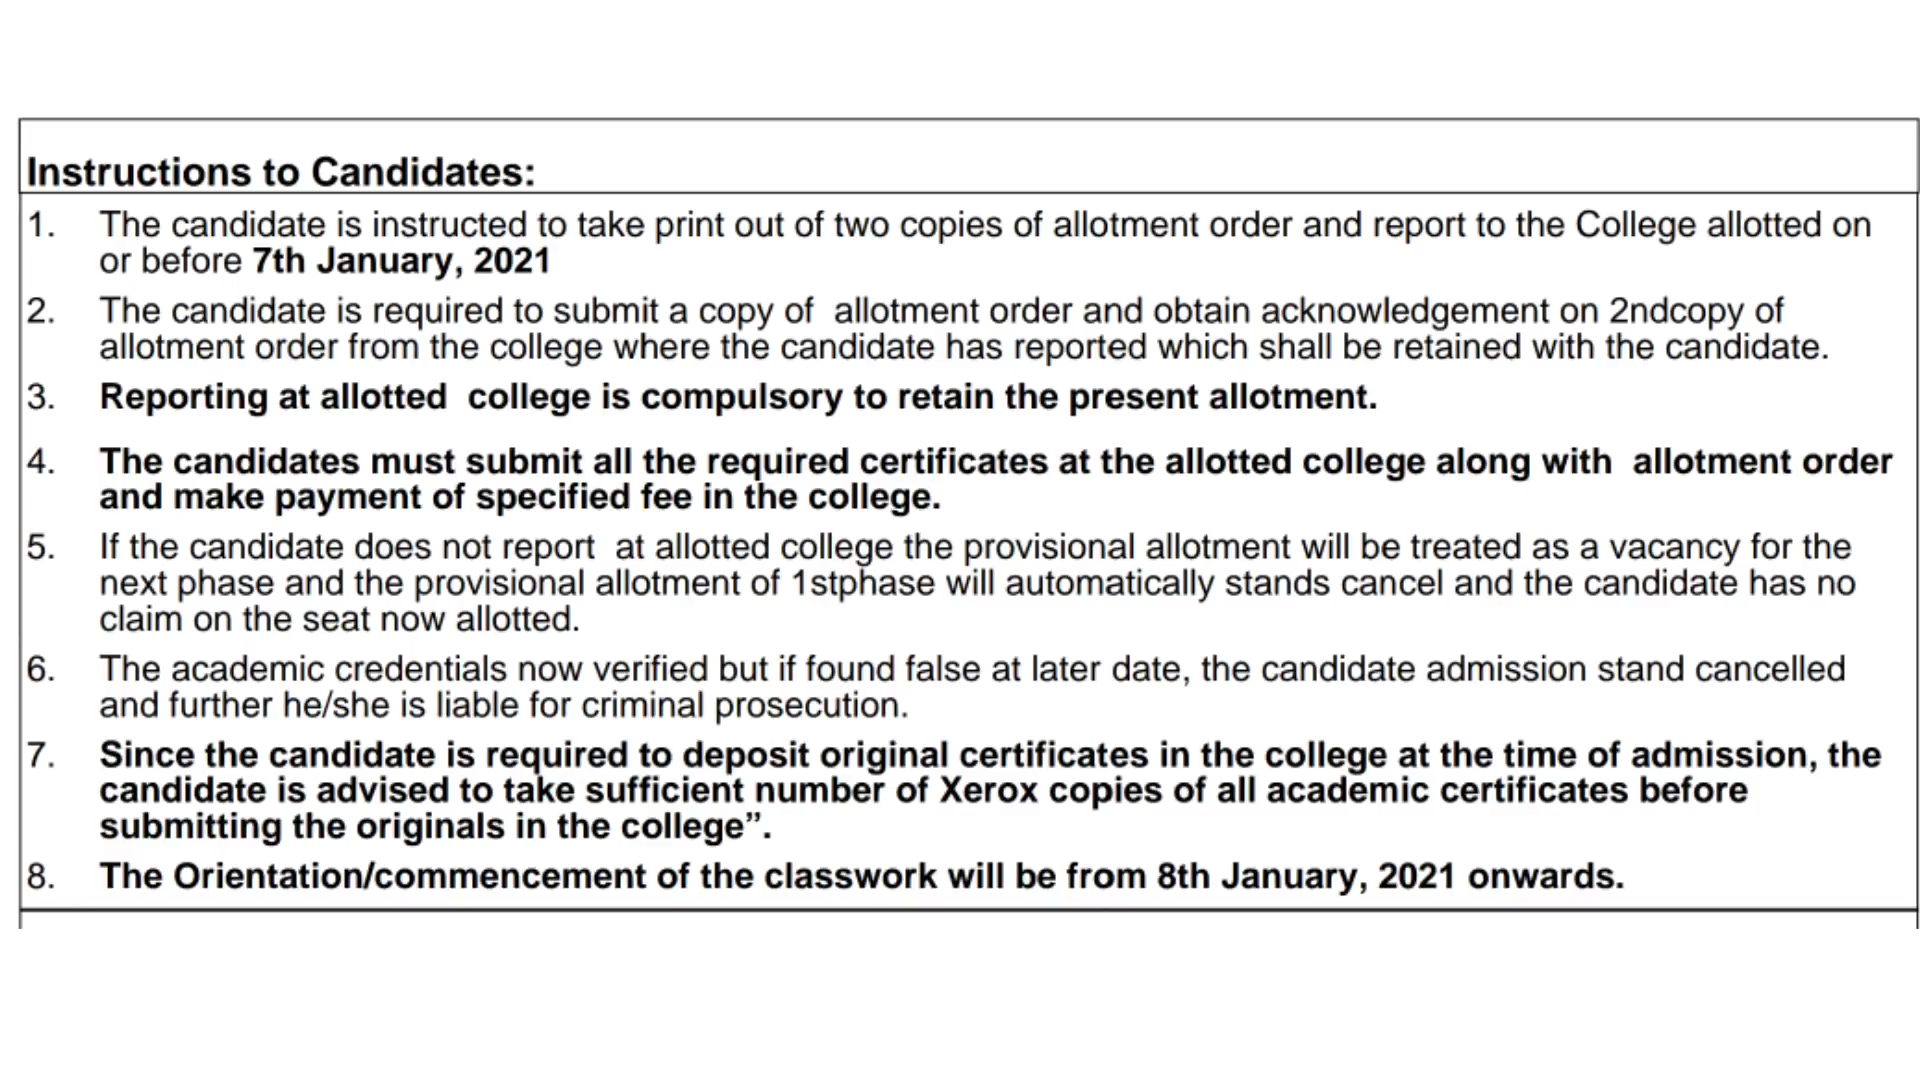 Instructions to Candidates:
1. The candidate is instructed to take print out of two copies of allotment order and report to the College allotted on
or before 7th January, 2021
2. The candidate is required to submit a copy of  allotment order and obtain acknowledgement on 2ndcopy of
allotment order from the college where the candidate has reported which shall be retained with the candidate.
3. Reporting at allotted  college is compulsory to retain the present allotment.
4. The candidates must submit all the required certificates at the allotted college along with  allotment order
and make payment of specified fee in the college.
5. If the candidate does not report  at allotted college the provisional allotment will be treated as a vacancy for the
next phase and the provisional allotment of 1stphase will automatically stands cancel and the candidate has no
claim on the seat now allotted.
6. The academic credentials now verified but if found false at later date, the candidate admission stand cancelled
and further he/she is liable for criminal prosecution.
7. Since the candidate is required to deposit original certificates in the college at the time of admission, the
candidate is advised to take sufficient number of Xerox copies of all academic certificates before
submitting the originals in the college”.
8. The Orientation/commencement of the classwork will be from 8th January, 2021 onwards.